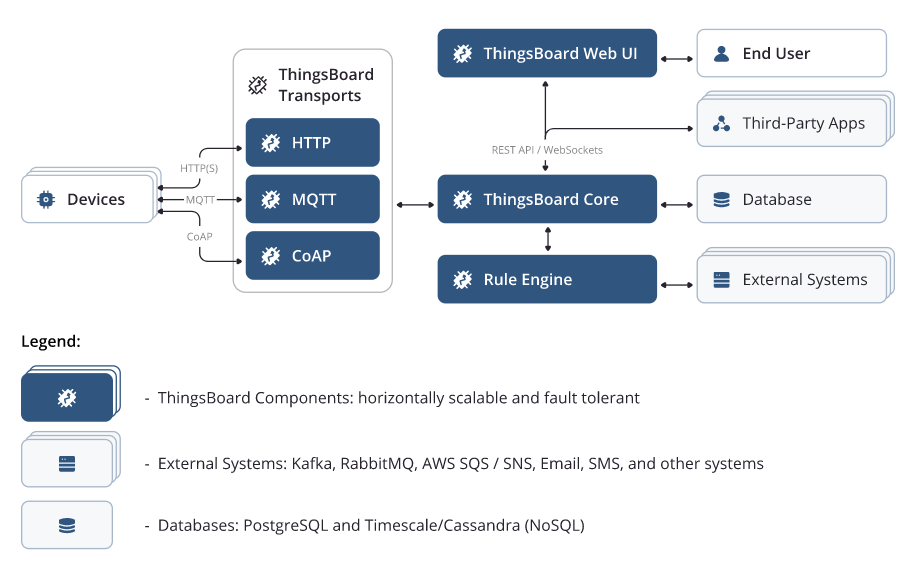 ThingsBoard
Transports
HTTP
MQTT
CoAP
Devices
HTTP(S)
MQTT
CoAP
ThingsBoard Web UI
End User
Third-Party Apps
REST API / WebSockets
ThingsBoard Core
Database
Rule Engine
External Systems
Legend:
- ThingsBoard Components: horizontally scalable and fault tolerant
- External Systems: Kafka, RabbitMQ, AWS SQS / SNS, Email, SMS, and other systems
- Databases: PostgreSQL and Timescale/Cassandra (NoSQL)